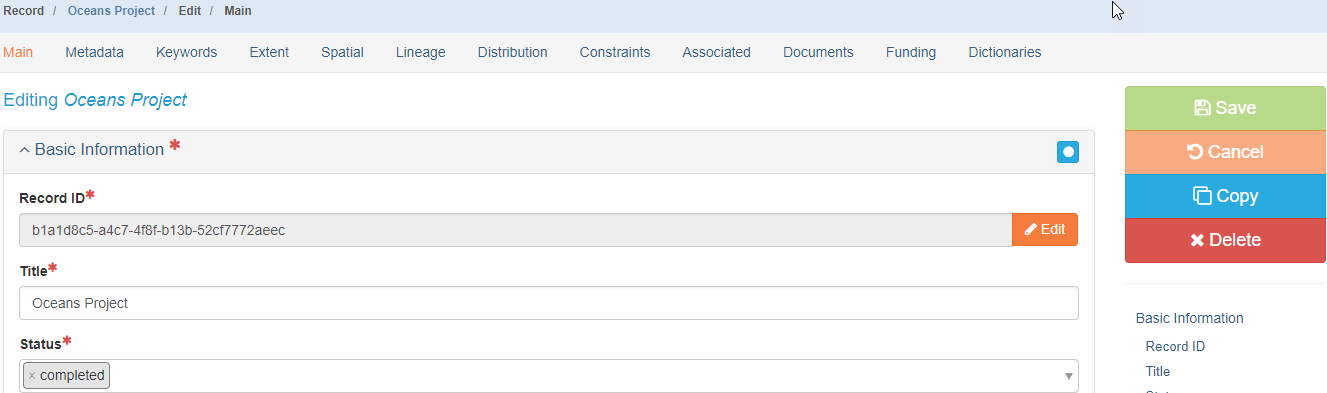 Record / Oceans Project / Edit / Main
Main Metadata Keywords Extent Spatial Lineage Distribution Constraints Associated Documents Funding Dictionaries
Editing Oceans Project
Basic Information *
Record ID*
b1a1d8c5-a4c7-4f8f-b13b-52cf7772aeec Edit
Title*
Oceans Project
Status*
× completed
Save
Cancel
Copy
Delete
Basic Information
Record ID
Title